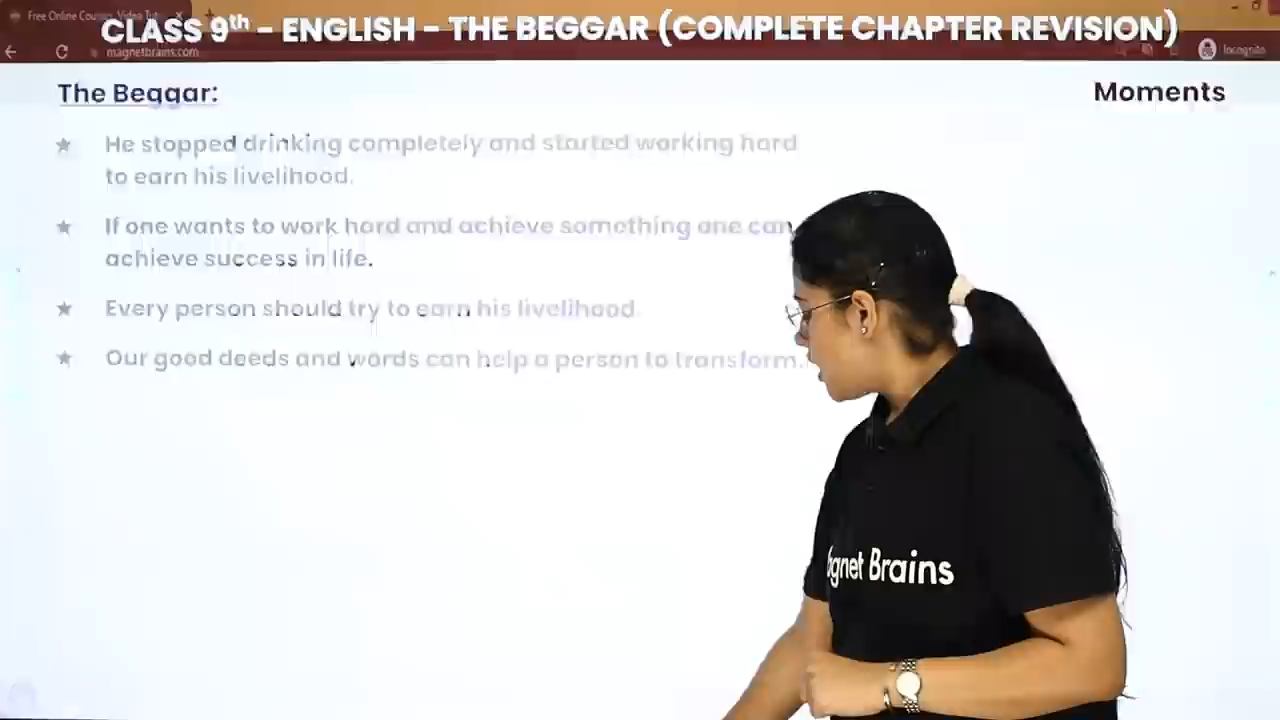 Free Online Courses, Video Tut
CLASS 9th - ENGLISH - THE BEGGAR (COMPLETE CHAPTER REVISION)
magnetbrains.com
Incognito
The Beggar:
Moments
★ He stopped drinking completely and started working hard
to earn his livelihood.
★ If one wants to work hard and achieve something one can
achieve success in life.
★ Every person should try to earn his livelihood.
★ Our good deeds and words can help a person to transform.
gnet Brains